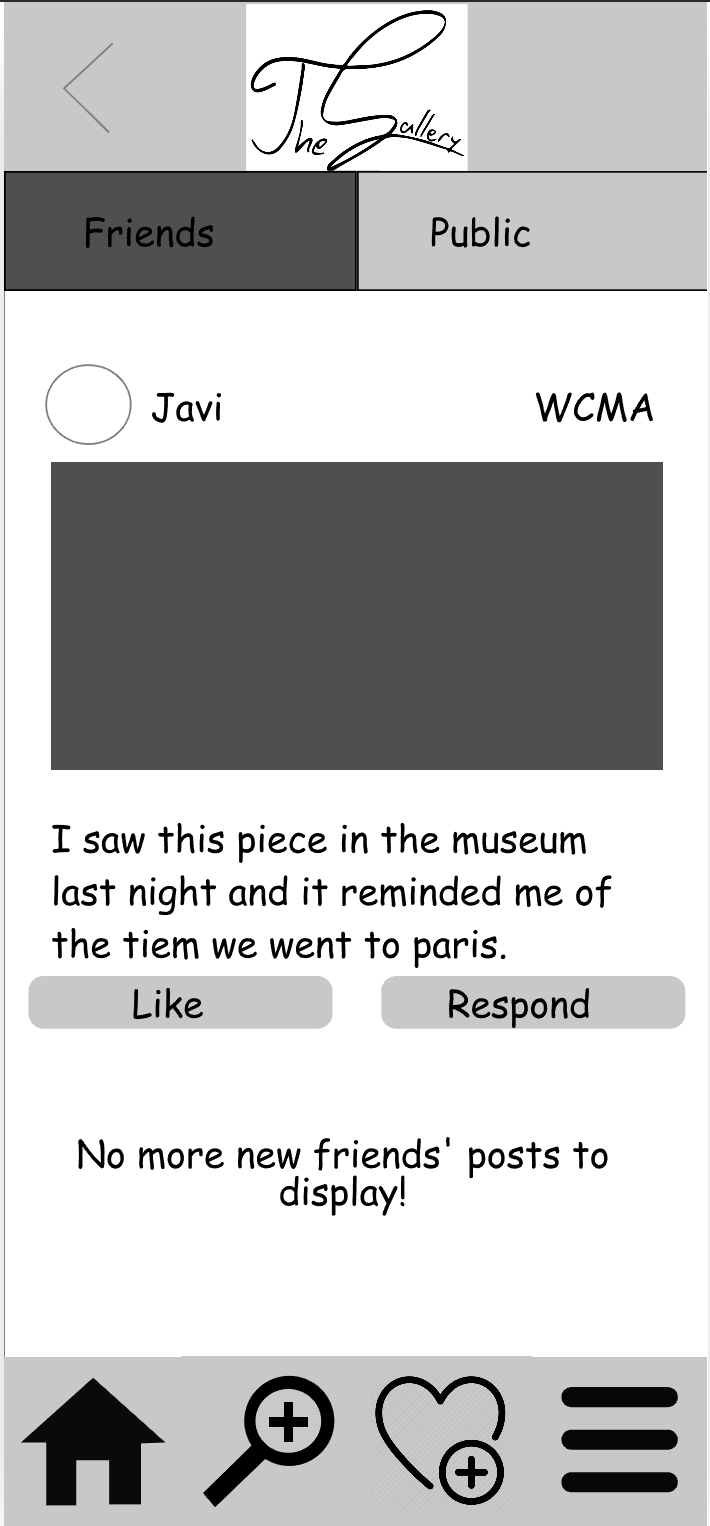 The Gallery
Friends
Public
Javi
WCMA
I saw this piece in the museum
last night and it reminded me of
the tiem we went to paris.
Like
Respond
No more new friends' posts to
display!